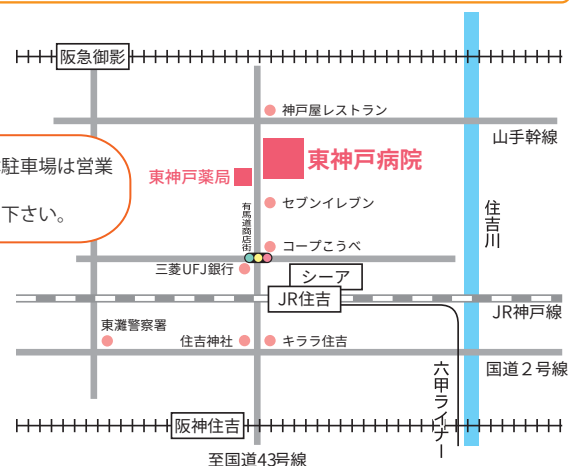 阪急御影
神戸屋レストラン
山手幹線
駐車場は営業
下さい。
東神戸病院
東神戸薬局
セブンイレブン
有馬道商店街
住吉川
コープこうべ
三菱UFJ銀行
シーア
JR住吉
JR神戸線
東灘警察署
住吉神社
キララ住吉
国道2号線
六甲ライナー
阪神住吉
至国道43号線